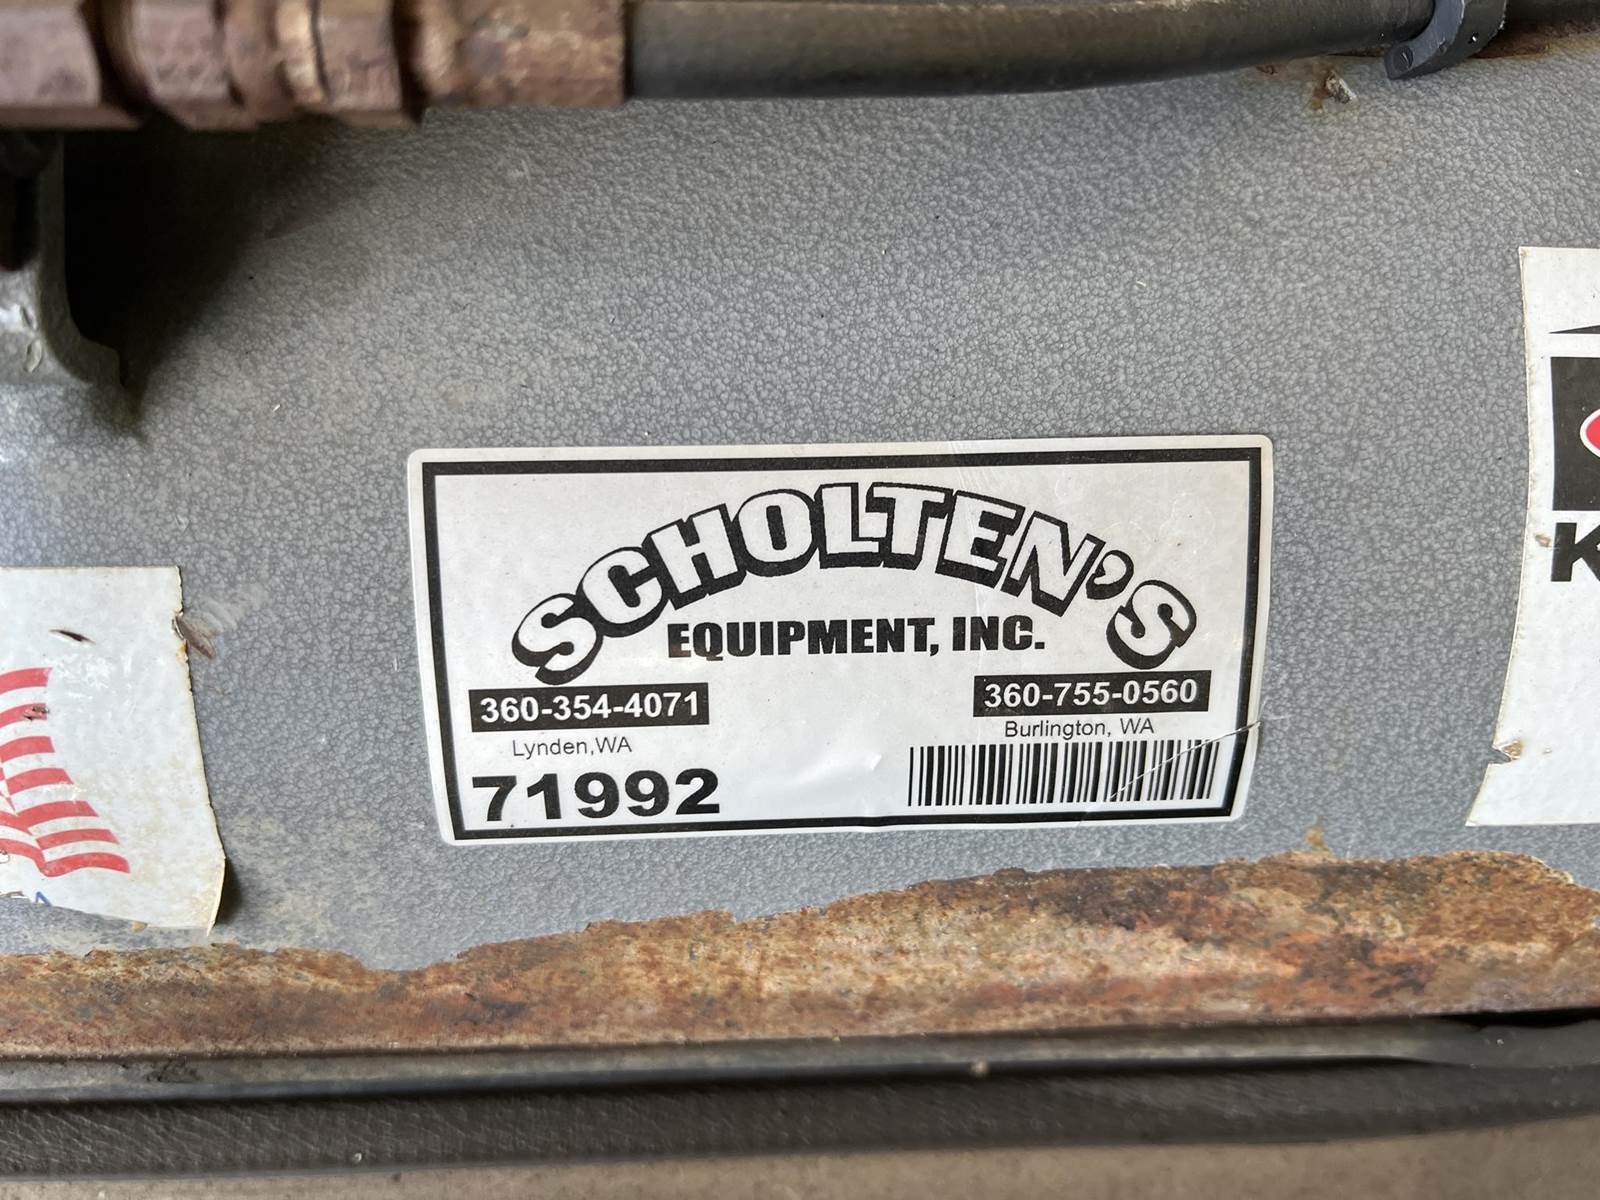 SCHOLTEN'S
EQUIPMENT, INC.
360-354-4071
Lynden,WA
71992
360-755-0560
Burlington, WA
K